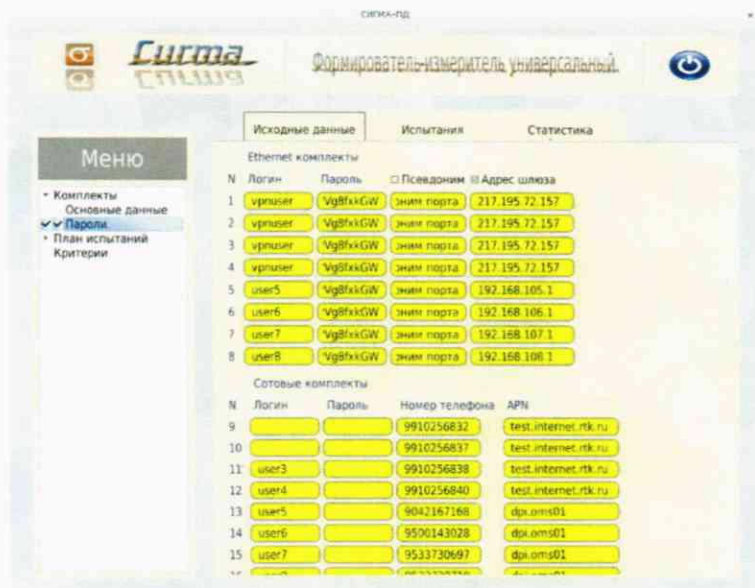 СИГМА-ПД
Сигма
Формирователь-измеритель универсальный.
Исходные данные Испытания Статистика
Меню
Комплекты
Основные данные
Пароли
План испытаний
Критерии
Ethernet комплекты
N Логин Пароль Псевдоним Адрес шлюза
1 vpnuser Vg8fxkGW эним порта 217.195.72.157
2 vpnuser Vg8fxkGW эним порта 217.195.72.157
3 vpnuser Vg8fxkGW эним порта 217.195.72.157
4 vpnuser Vg8fxkGW эним порта 217.195.72.157
5 user5 Vg8fxkGW эним порта 192.168.105.1
6 user6 Vg8fxkGW эним порта 192.168.106.1
7 user7 Vg8fxkGW эним порта 192.168.107.1
8 user8 Vg8fxkGW эним порта 192.168.108.1
Сотовые комплекты
N Логин Пароль Номер телефона APN
9 9910256832 test.internet.rtk.ru
10 9910256837 test.internet.rtk.ru
11 user3 9910256838 test.internet.rtk.ru
12 user4 9910256840 test.internet.rtk.ru
13 user5 9042167168 dpi.oms01
14 user6 9500143028 dpi.oms01
15 user7 9533730697 dpi.oms01